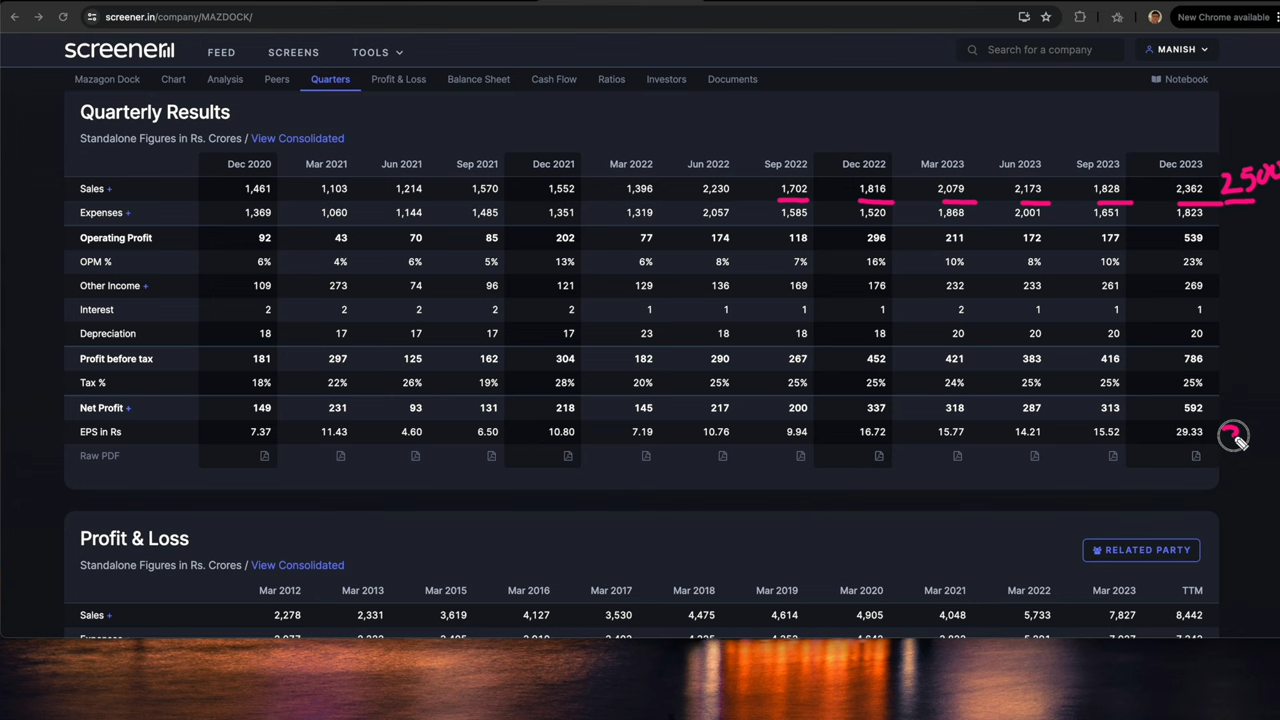 screener.in/company/MAZDOCK/
New Chrome available
screener
FEED SCREENS TOOLS
Search for a company
MANISH
Mazagon Dock Chart Analysis Peers Quarters Profit & Loss Balance Sheet Cash Flow Ratios Investors Documents Notebook
Quarterly Results
Standalone Figures in Rs. Crores / View Consolidated
Dec 2020 Mar 2021 Jun 2021 Sep 2021 Dec 2021 Mar 2022 Jun 2022 Sep 2022 Dec 2022 Mar 2023 Jun 2023 Sep 2023 Dec 2023
Sales + 1,461 1,103 1,214 1,570 1,552 1,396 2,230 1,702 1,816 2,079 2,173 1,828 2,362 2500
Expenses + 1,369 1,060 1,144 1,485 1,351 1,319 2,057 1,585 1,520 1,868 2,001 1,651 1,823
Operating Profit 92 43 70 85 202 77 174 118 296 211 172 177 539
OPM % 6% 4% 6% 5% 13% 6% 8% 7% 16% 10% 8% 10% 23%
Other Income + 109 273 74 96 121 129 136 169 176 232 233 261 269
Interest 2 2 2 2 2 1 1 1 1 1 1 1 1
Depreciation 18 17 17 17 17 23 18 18 18 20 20 20 20
Profit before tax 181 297 125 162 304 182 290 267 452 421 383 416 786
Tax % 18% 22% 26% 19% 28% 20% 25% 25% 25% 24% 25% 25% 25%
Net Profit + 149 231 93 131 218 145 217 200 337 318 287 313 592
EPS in Rs 7.37 11.43 4.60 6.50 10.80 7.19 10.76 9.94 16.72 15.77 14.21 15.52 29.33
Raw PDF
Profit & Loss
RELATED PARTY
Standalone Figures in Rs. Crores / View Consolidated
Mar 2012 Mar 2013 Mar 2015 Mar 2016 Mar 2017 Mar 2018 Mar 2019 Mar 2020 Mar 2021 Mar 2022 Mar 2023 TTM
Sales + 2,278 2,331 3,619 4,127 3,530 4,475 4,614 4,905 4,048 5,733 7,827 8,442